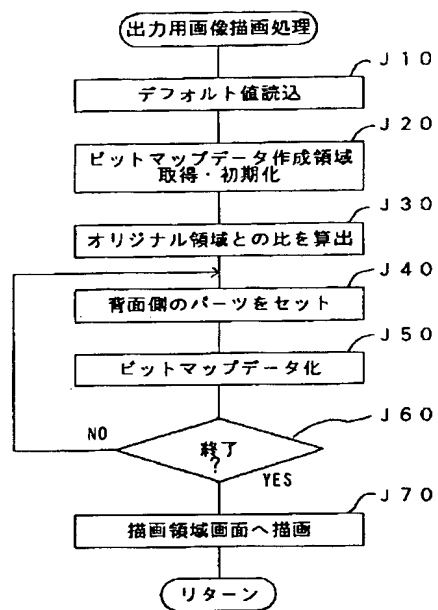 出力用画像描画処理
J10
デフォルト値読込
J20
ビットマップデータ作成領域
取得・初期化
J30
オリジナル領域との比を算出
J40
背面側のパーツをセット
J50
ビットマップデータ化
J60
NO
終了
?
YES
J70
描画領域画面へ描画
リターン